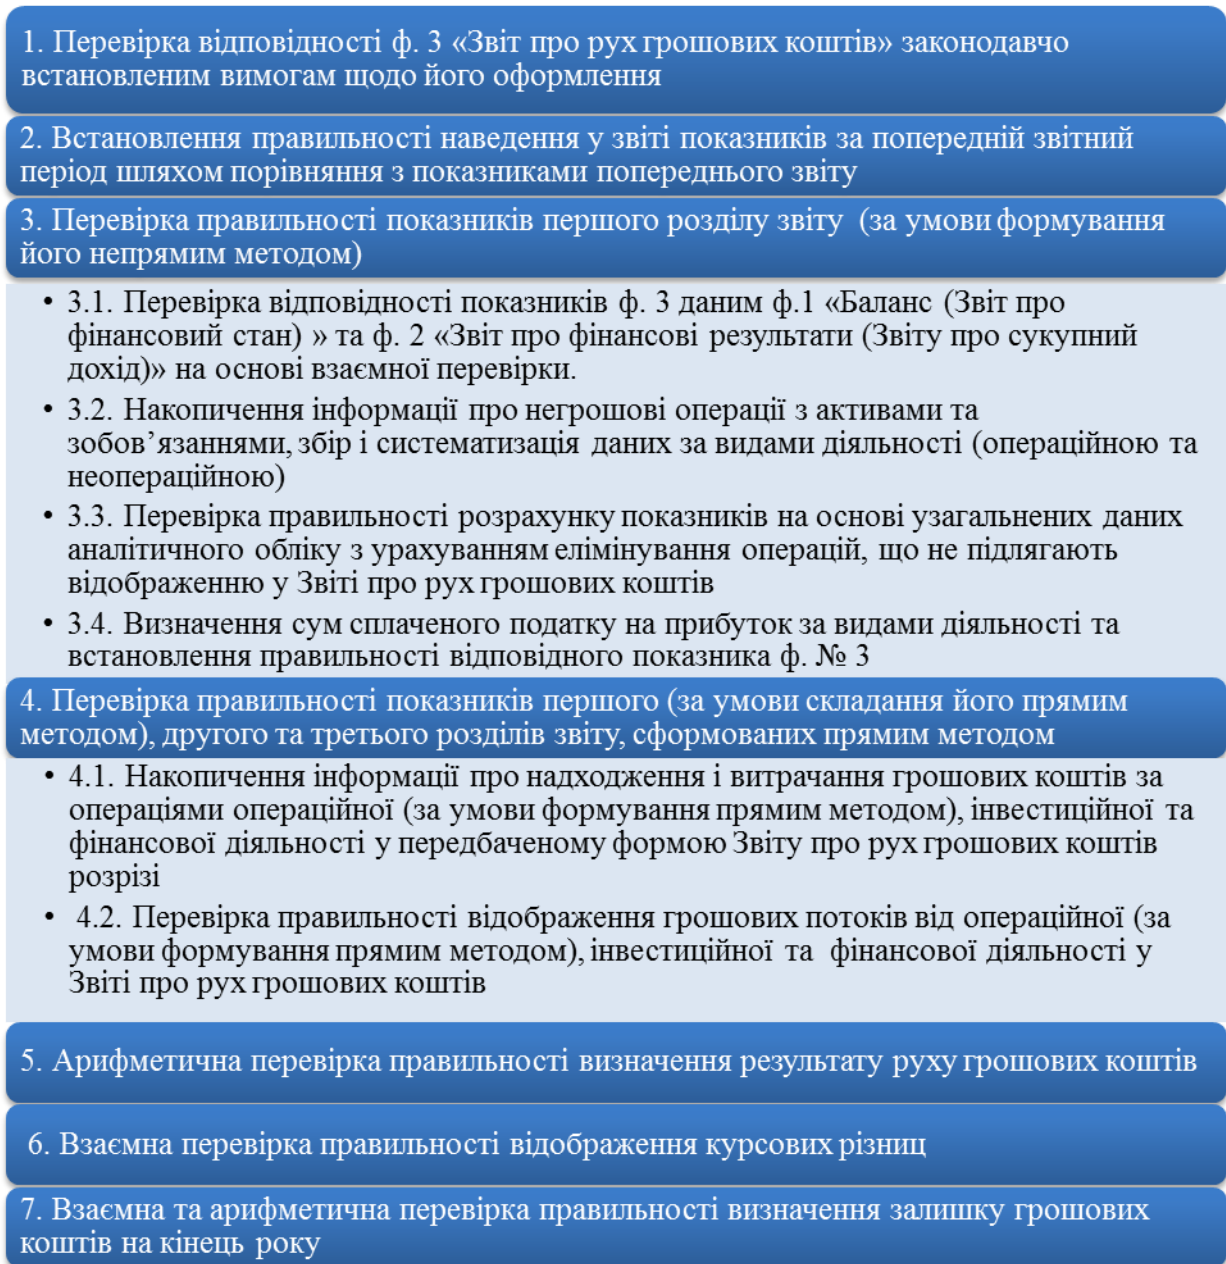 1. Перевірка відповідності ф. 3 «Звіт про рух грошових коштів» законодавчо
встановленим вимогам щодо його оформлення
2. Встановлення правильності наведення у звіті показників за попередній звітний
період шляхом порівняння з показниками попереднього звіту
3. Перевірка правильності показників першого розділу звіту (за умови формування
його непрямим методом)
• 3.1. Перевірка відповідності показників ф. 3 даним ф.1 «Баланс (Звіт про
фінансовий стан) » та ф. 2 «Звіт про фінансові результати (Звіту про сукупний
дохід)» на основі взаємної перевірки.
• 3.2. Накопичення інформації про негрошові операції з активами та
зобов’язаннями, збір і систематизація даних за видами діяльності (операційною та
неопераційною)
• 3.3. Перевірка правильності розрахунку показників на основі узагальнених даних
аналітичного обліку з урахуванням елімінування операцій, що не підлягають
відображенню у Звіті про рух грошових коштів
• 3.4. Визначення сум сплаченого податку на прибуток за видами діяльності та
встановлення правильності відповідного показника ф. № 3
4. Перевірка правильності показників першого (за умови складання його прямим
методом), другого та третього розділів звіту, сформованих прямим методом
• 4.1. Накопичення інформації про надходження і витрачання грошових коштів за
операціями операційної (за умови формування прямим методом), інвестиційної та
фінансової діяльності у передбаченому формою Звіту про рух грошових коштів
розрізі
• 4.2. Перевірка правильності відображення грошових потоків від операційної (за
умови формування прямим методом), інвестиційної та фінансової діяльності у
Звіті про рух грошових коштів
5. Арифметична перевірка правильності визначення результату руху грошових коштів
6. Взаємна перевірка правильності відображення курсових різниц
7. Взаємна та арифметична перевірка правильності визначення залишку грошових
коштів на кінець року